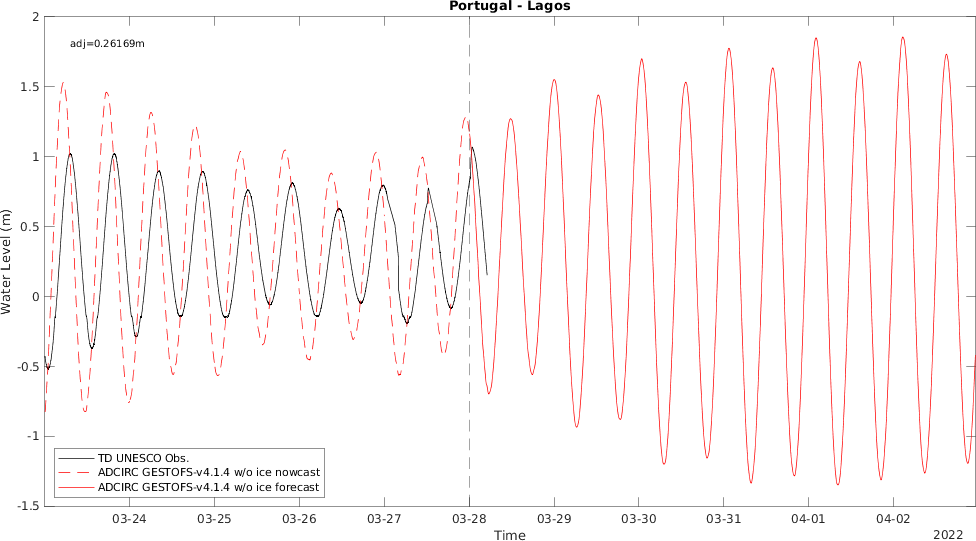 Portugal - Lagos
adj=0.26169m
Water Level (m)
2
1.5
1
0.5
0
-0.5
-1
-1.5
TD UNESCO Obs.
ADCIRC GESTOFS-v4.1.4 w/o ice nowcast
ADCIRC GESTOFS-v4.1.4 w/o ice forecast
03-24 03-25 03-26 03-27 03-28 03-29 03-30 03-31 04-01 04-02
Time
2022